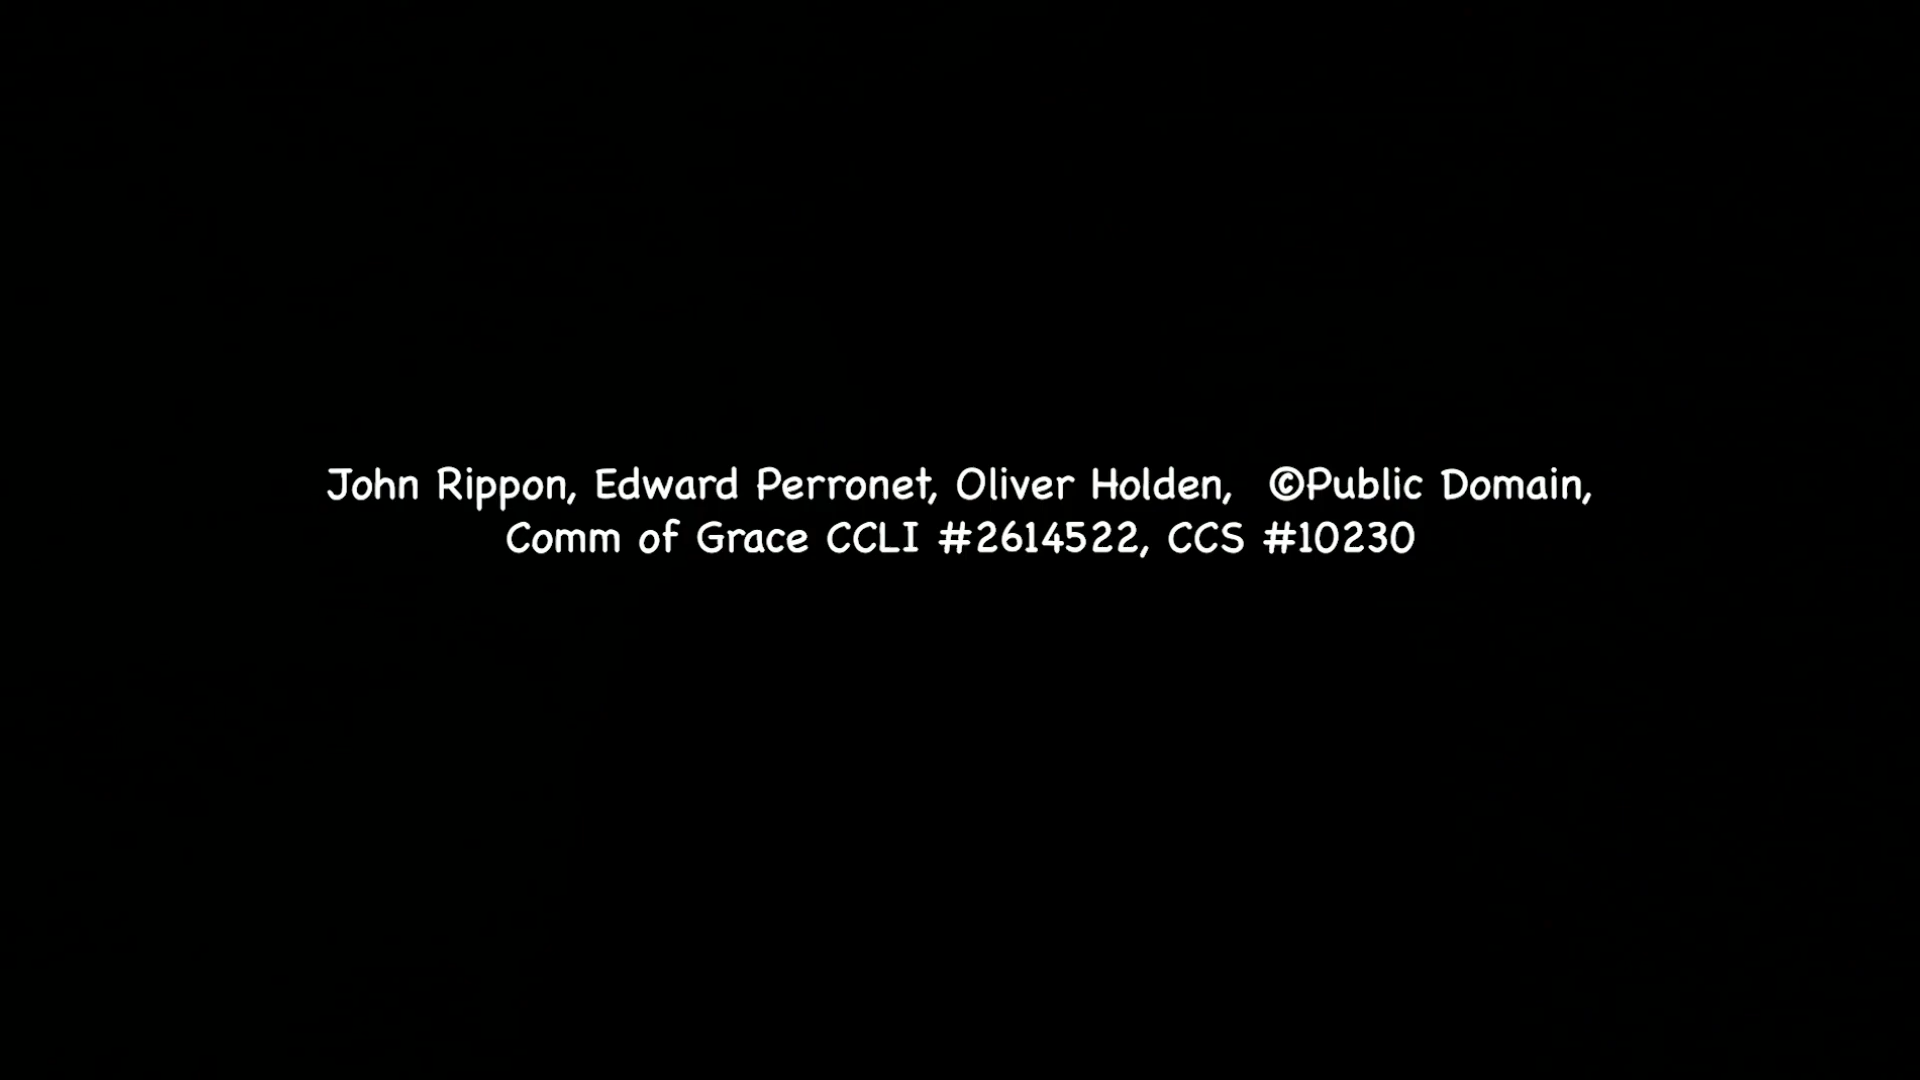 John Rippon, Edward Perronet, Oliver Holden,  ©Public Domain,
Comm of Grace CCLI #2614522, CCS #10230